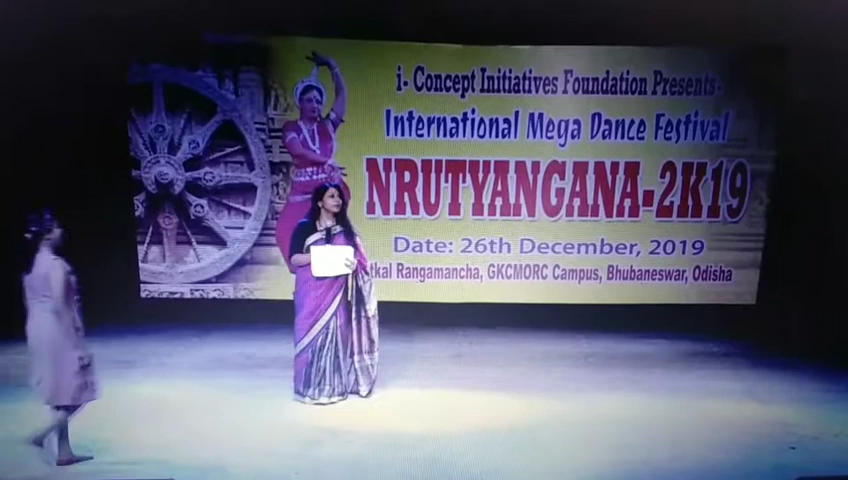 i- Concept Initiatives Foundation Presents-
International Mega Dance Festival
NRUTYANGANA-2K19
Date: -26th December, 2019
Rangamancha, GKCMORC Campus, Bhubaneswar, Odisha